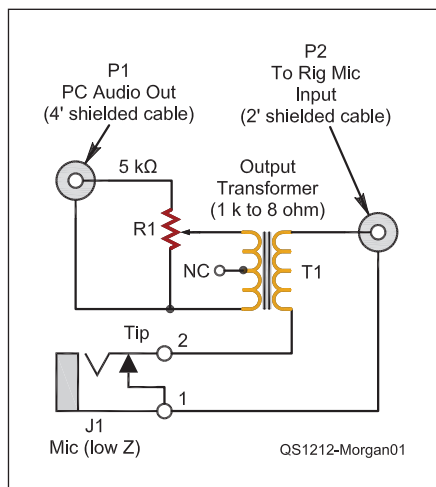 P1
PC Audio Out
(4' shielded cable)
P2
To Rig Mic
Input
(2' shielded cable)
5 kΩ
Output
Transformer
(1 k to 8 ohm)
R1
NC
T1
Tip
2
1
J1
Mic (low Z)
QS1212-Morgan01